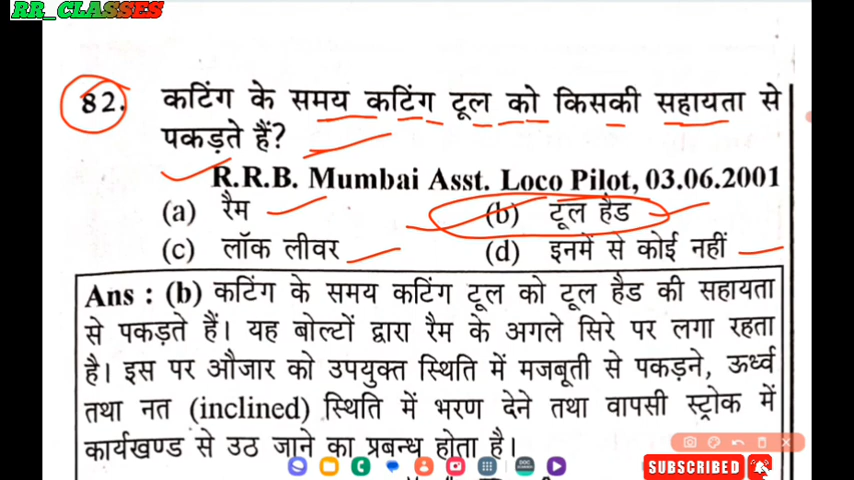 RR_CLASSES
82. कटिंग के समय कटिंग टूल को किसकी सहायता से
पकड़ते हैं?
R.R.B. Mumbai Asst. Loco Pilot, 03.06.2001
(a) रैम (b) टूल हैड
(c) लॉक लीवर (d) इनमें से कोई नहीं
Ans : (b) कटिंग के समय कटिंग टूल को टूल हैड की सहायता
से पकड़ते हैं। यह बोल्टों द्वारा रैम के अगले सिरे पर लगा रहता
है। इस पर औजार को उपयुक्त स्थिति में मजबूती से पकड़ने, ऊर्ध्व
तथा नत (inclined) स्थिति में भरण देने तथा वापसी स्ट्रोक में
कार्यखण्ड से उठ जाने का प्रबन्ध होता है।
SUBSCRIBED